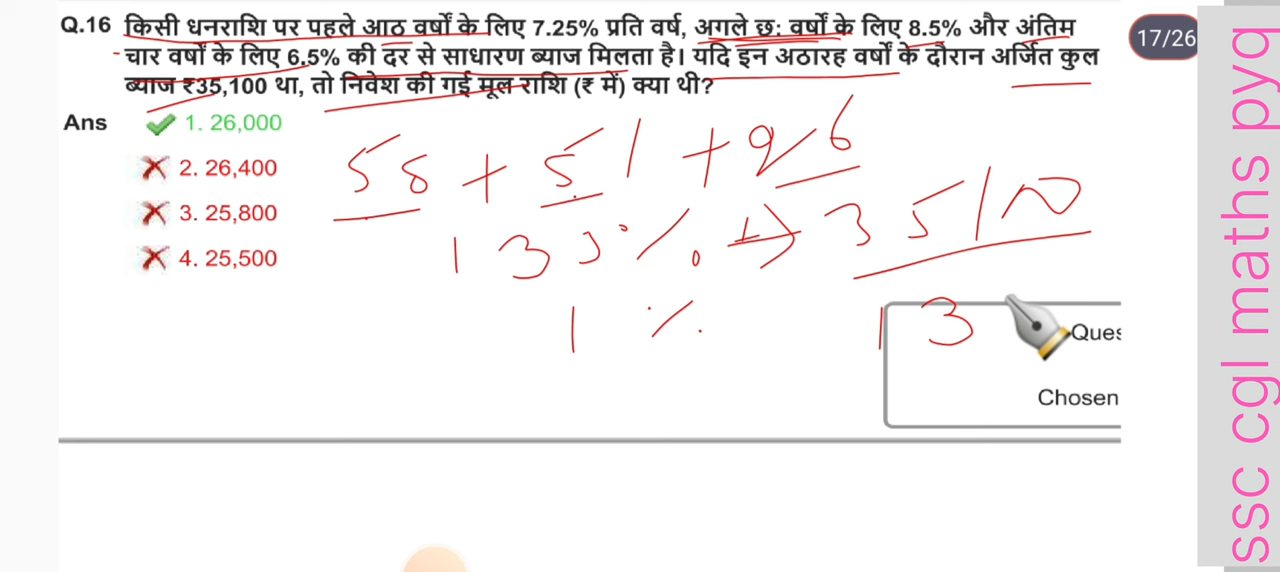 Q.16 किसी धनराशि पर पहले आठ वर्षों के लिए 7.25% प्रति वर्ष, अगले छ: वर्षों के लिए 8.5% और अंतिम
चार वर्षों के लिए 6.5% की दर से साधारण ब्याज मिलता है। यदि इन अठारह वर्षों के दौरान अर्जित कुल
ब्याज ₹35,100 था, तो निवेश की गई मूल राशि (₹ में) क्या थी?
17/26
Ans 1. 26,000
2. 26,400
3. 25,800
4. 25,500
58 + 51 + 26
135% → 35100
1 %
Ques
Chosen
ssc cgl maths pyq